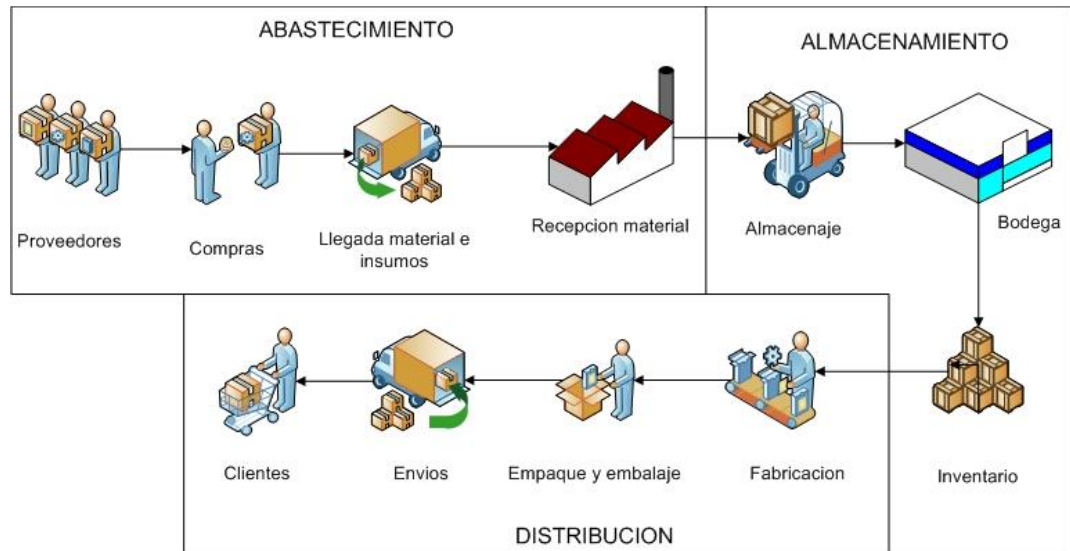 ABASTECIMIENTO
ALMACENAMIENTO
Proveedores
Compras
Llegada material e
insumos
Recepcion material
Almacenaje
Bodega
Clientes
Envios
Empaque y embalaje
Fabricacion
Inventario
DISTRIBUCION